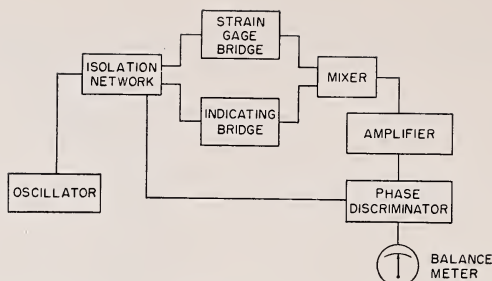 STRAIN
GAGE
BRIDGE
ISOLATION
NETWORK
MIXER
INDICATING
BRIDGE
AMPLIFIER
OSCILLATOR
PHASE
DISCRIMINATOR
BALANCE
METER